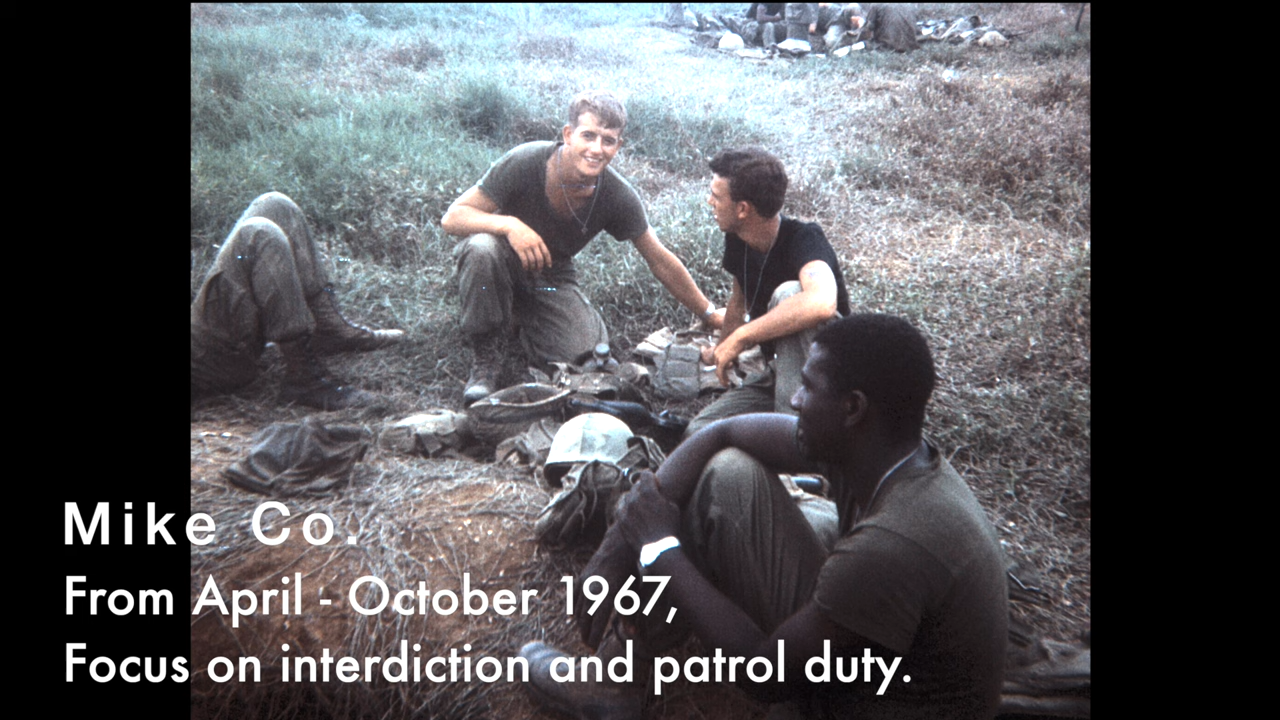 Mike Co.
From April - October 1967,
Focus on interdiction and patrol duty.